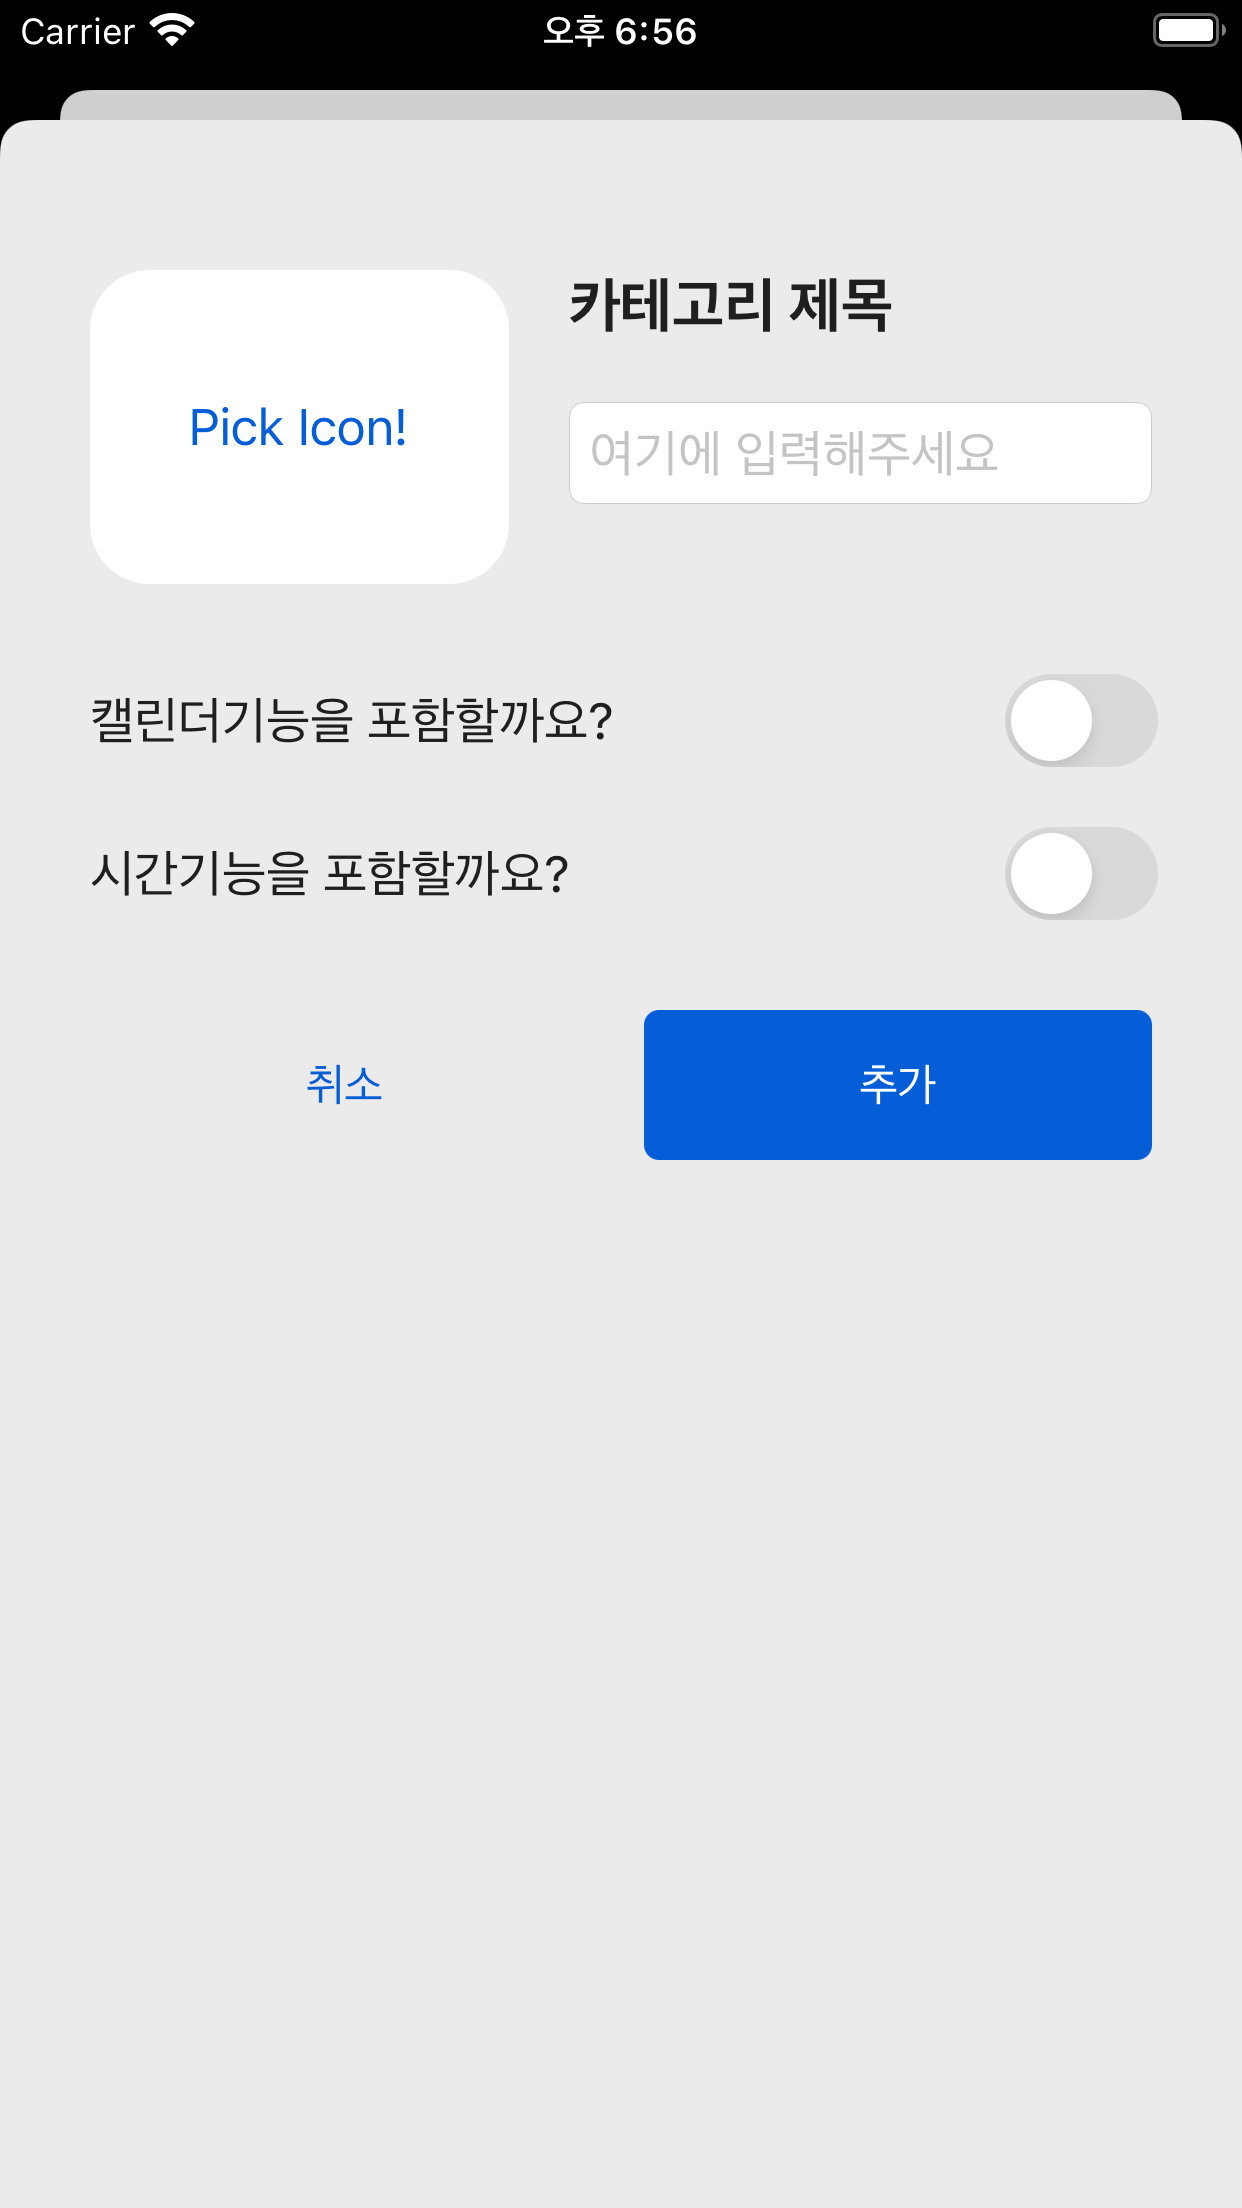 Carrier 오후 6:56
Pick Icon!
카테고리 제목
여기에 입력해주세요
캘린더기능을 포함할까요?
시간기능을 포함할까요?
취소 추가